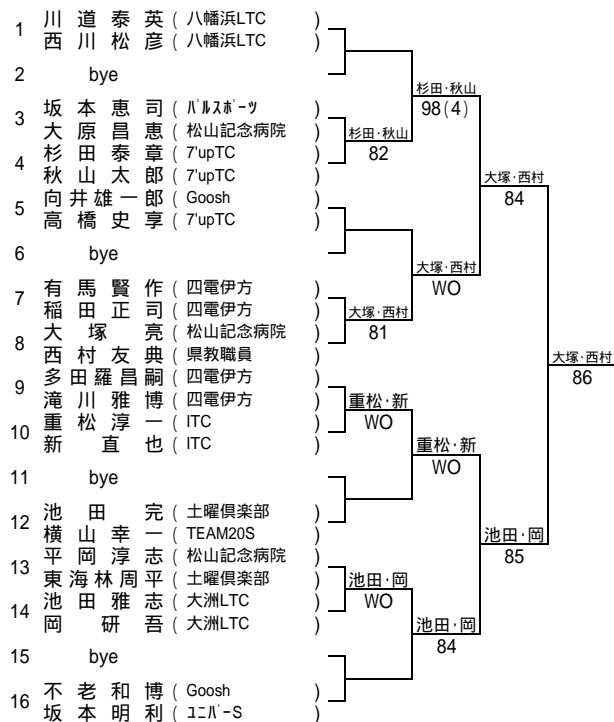 1 川道泰英 ( 八幡浜LTC )
西川松彦 ( 八幡浜LTC )
2 bye
3 坂本恵司 ( パルスポーツ )
大原昌恵 ( 松山記念病院 )
4 杉田泰章 ( 7'upTC )
秋山太郎 ( 7'upTC )
5 向井雄一郎 ( Goosh )
高橋史享 ( 7'upTC )
6 bye
7 有馬賢作 ( 四電伊方 )
稲田正司 ( 四電伊方 )
8 大塚亮 ( 松山記念病院 )
西村友典 ( 県教職員 )
9 多田羅昌嗣 ( 四電伊方 )
滝川雅博 ( 四電伊方 )
10 重松淳一 ( ITC )
新直也 ( ITC )
11 bye
12 池田完 ( 土曜倶楽部 )
横山幸一 ( TEAM20S )
13 平岡淳志 ( 松山記念病院 )
東海林周平 ( 土曜倶楽部 )
14 池田雅志 ( 大洲LTC )
岡研吾 ( 大洲LTC )
15 bye
16 不老和博 ( Goosh )
坂本明利 ( ユニバーS )
杉田・秋山
82
大塚・西村
81
重松・新
WO
池田・岡
WO
杉田・秋山
98(4)
大塚・西村
WO
重松・新
WO
池田・岡
84
大塚・西村
84
池田・岡
85
大塚・西村
86